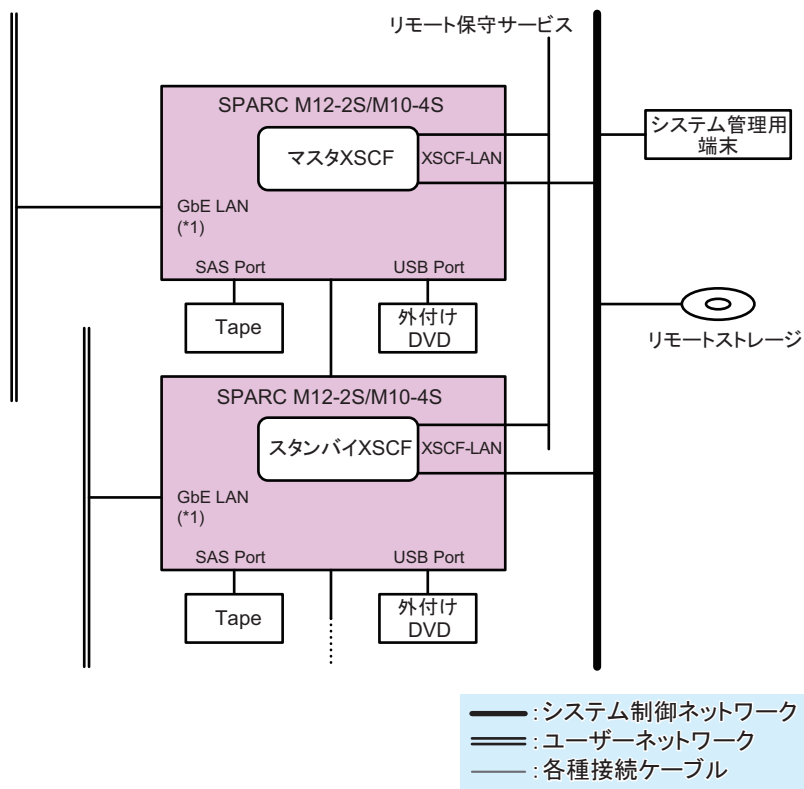 リモート保守サービス
SPARC M12-2S/M10-4S
マスタXSCF
XSCF-LAN
システム管理用
端末
GbE LAN
(*1)
SAS Port
USB Port
Tape
外付け
DVD
リモートストレージ
SPARC M12-2S/M10-4S
スタンバイXSCF
XSCF-LAN
GbE LAN
(*1)
SAS Port
USB Port
Tape
外付け
DVD
:システム制御ネットワーク
:ユーザーネットワーク
:各種接続ケーブル